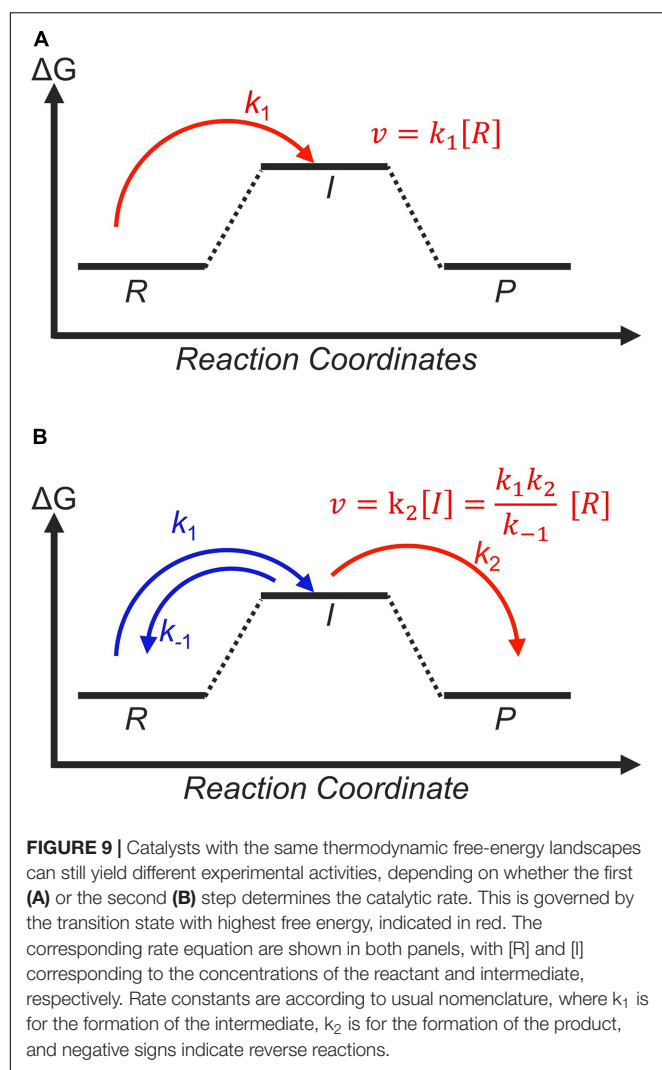 A
ΔG
k₁
v = k₁[R]
I
R
P
Reaction Coordinates
B
ΔG
v = k₂[I] = k₁k₂/k₋₁ [R]
k₁
k₂
k₋₁
I
R
P
Reaction Coordinate
FIGURE 9 | Catalysts with the same thermodynamic free-energy landscapes
can still yield different experimental activities, depending on whether the first
(A) or the second (B) step determines the catalytic rate. This is governed by
the transition state with highest free energy, indicated in red. The
corresponding rate equation are shown in both panels, with [R] and [I]
corresponding to the concentrations of the reactant and intermediate,
respectively. Rate constants are according to usual nomenclature, where k₁ is
for the formation of the intermediate, k₂ is for the formation of the product,
and negative signs indicate reverse reactions.